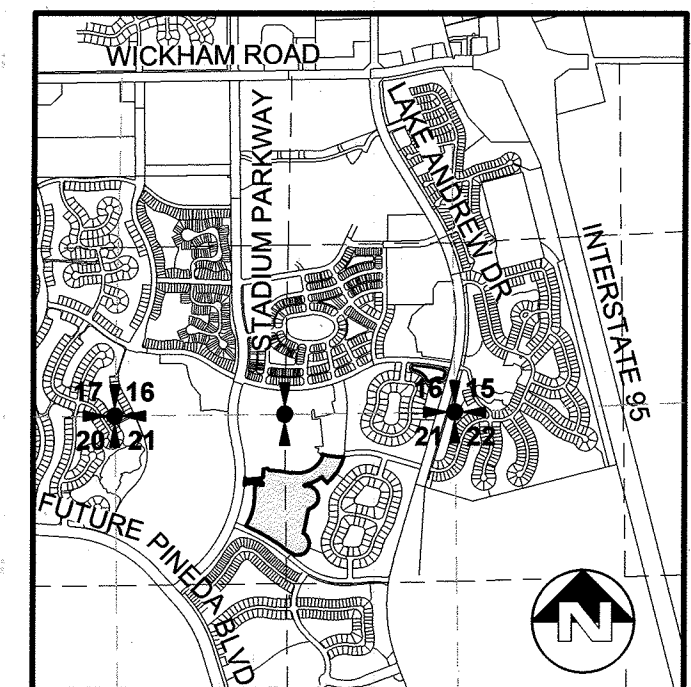 WICKHAM ROAD
STADIUM PARKWAY
LAKE ANDREW DR
INTERSTATE 95
17 16
20 21
16 15
21 22
FUTURE PINEDA BLVD
N